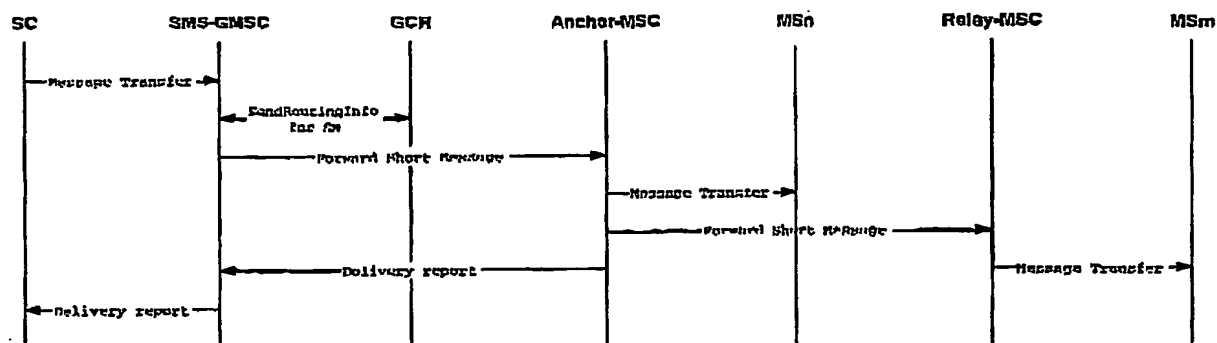 SC SMS-GMSC GCR Anchor-MSC MSn Relay-MSC MSm
Message Transfer
SendRoutingInfo
for SM
Forward Short Message
Message Transfer
Forward Short Message
Delivery report
Message Transfer
Delivery report